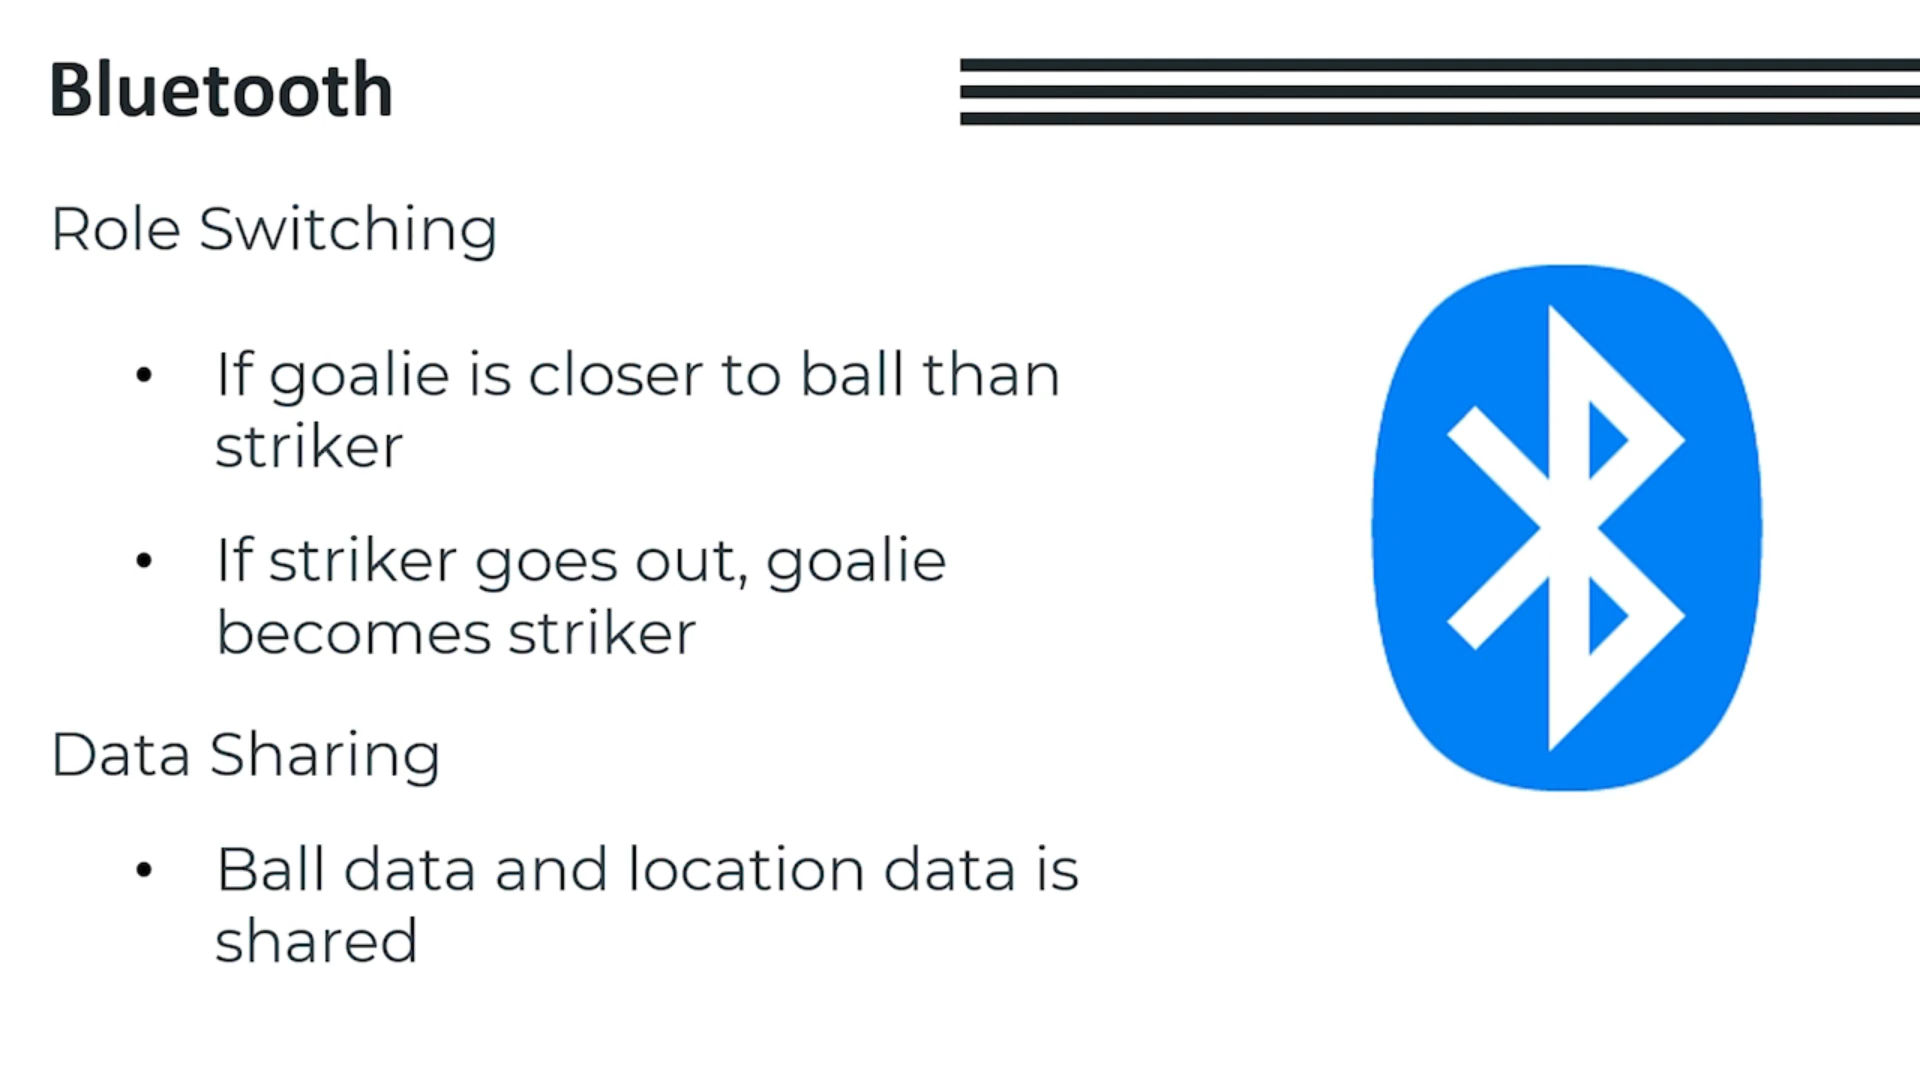 Bluetooth
Role Switching
• If goalie is closer to ball than
striker
• If striker goes out, goalie
becomes striker
Data Sharing
• Ball data and location data is
shared